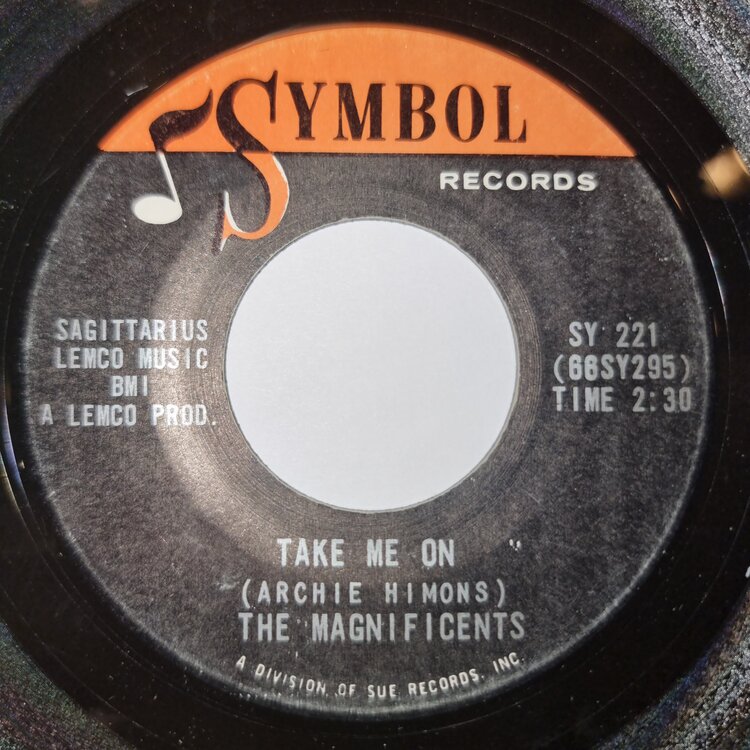 SYMBOL
RECORDS
SAGITTARIUS
LEMCO MUSIC
BMI
A LEMCO PROD.
SY 221
(66SY295)
TIME 2:30
TAKE ME ON
(ARCHIE HIMONS)
THE MAGNIFICENTS
A DIVISION OF SUE RECORDS, INC.